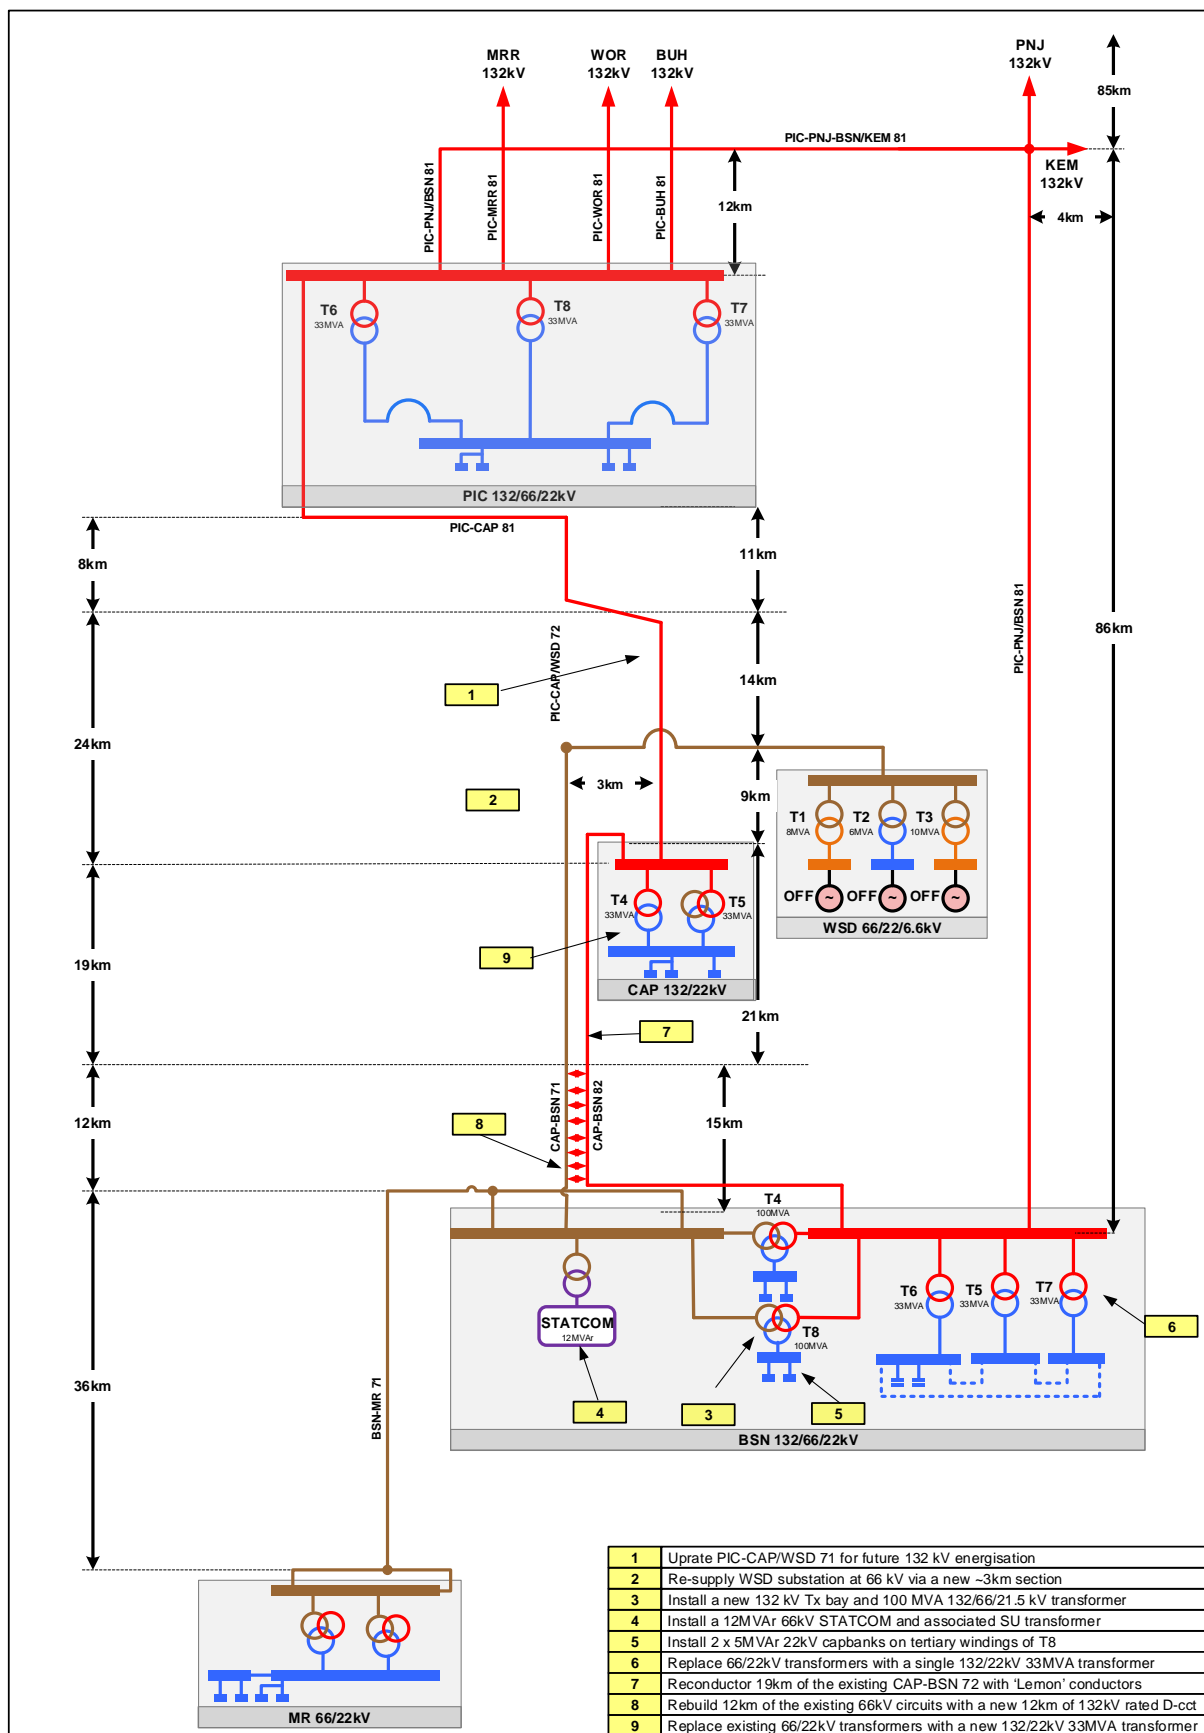 MRR
132kV
WOR
132kV
BUH
132kV
PNJ
132kV
85km
PIC-PNJ-BSN/KEM 81
KEM
132kV
PIC-PNJ/BSN 81
PIC-MRR 81
PIC-WOR 81
PIC-BUH 81
12km
4km
T6
33MVA
T8
33MVA
T7
33MVA
PIC 132/66/22kV
PIC-CAP 81
8km
11km
PIC-CAP/WSD 72
PIC-PNJ/BSN 81
86km
1
14km
24km
2
3km
9km
T1
8MVA
T2
6MVA
T3
10MVA
OFF ~
OFF ~
OFF ~
WSD 66/22/6.6kV
T4
33MVA
T5
33MVA
9
CAP 132/22kV
19km
21km
7
CAP-BSN 71
CAP-BSN 82
12km
8
15km
T4
100MVA
STATCOM
12MVAr
T8
100MVA
T6
33MVA
T5
33MVA
T7
33MVA
6
36km
BSN-MR 71
4
3
5
BSN 132/66/22kV
MR 66/22kV
1 Uprate PIC-CAP/WSD 71 for future 132 kV energisation
2 Re-supply WSD substation at 66 kV via a new ~3km section
3 Install a new 132 kV Tx bay and 100 MVA 132/66/21.5 kV transformer
4 Install a 12MVAr 66kV STATCOM and associated SU transformer
5 Install 2 x 5MVAr 22kV capbanks on tertiary windings of T8
6 Replace 66/22kV transformers with a single 132/22kV 33MVA transformer
7 Reconductor 19km of the existing CAP-BSN 72 with ‘Lemon’ conductors
8 Rebuild 12km of the existing 66kV circuits with a new 12km of 132kV rated D-cct
9 Replace existing 66/22kV transformers with a new 132/22kV 33MVA transformer